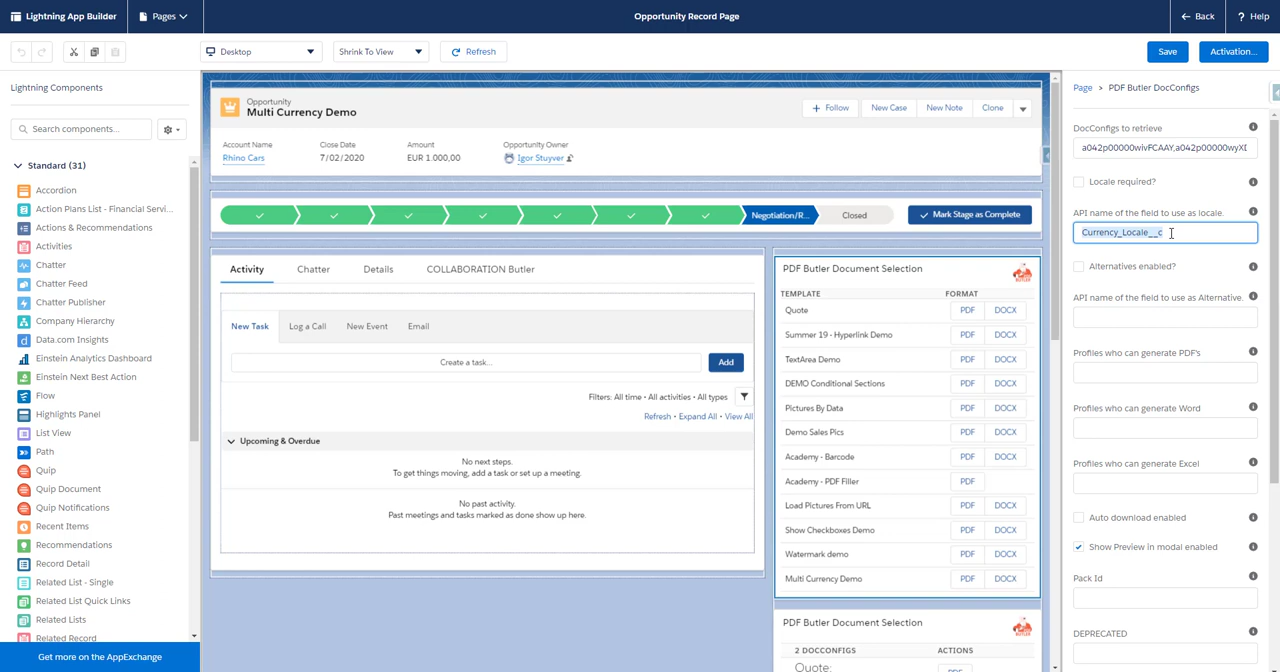 Lightning App Builder
Pages
Opportunity Record Page
Back
Help
Desktop
Shrink To View
Refresh
Save
Activation...
Lightning Components
Search components...
Standard (31)
Accordion
Action Plans List - Financial Servi...
Actions & Recommendations
Activities
Chatter
Chatter Feed
Chatter Publisher
Company Hierarchy
Data.com Insights
Einstein Analytics Dashboard
Einstein Next Best Action
Flow
Highlights Panel
List View
Path
Quip
Quip Document
Quip Notifications
Recent Items
Recommendations
Record Detail
Related List - Single
Related List Quick Links
Related Lists
Related Record
Get more on the AppExchange
Opportunity
Multi Currency Demo
Follow
New Case
New Note
Clone
Account Name
Close Date
Amount
Opportunity Owner
Rhino Cars
7/02/2020
EUR 1.000,00
Igor Stuyver
Negotiation/R...
Closed
Mark Stage as Complete
Activity
Chatter
Details
COLLABORATION Butler
New Task
Log a Call
New Event
Email
Create a task...
Add
Filters: All time • All activities • All types
Refresh • Expand All • View All
Upcoming & Overdue
No next steps.
To get things moving, add a task or set up a meeting.
No past activity.
Past meetings and tasks marked as done show up here.
PDF Butler Document Selection
TEMPLATE FORMAT
Quote PDF DOCX
Summer 19 - Hyperlink Demo PDF DOCX
TextArea Demo PDF DOCX
DEMO Conditional Sections PDF DOCX
Pictures By Data PDF DOCX
Demo Sales Pics PDF DOCX
Academy - Barcode PDF DOCX
Academy - PDF Filler PDF
Load Pictures From URL PDF DOCX
Show Checkboxes Demo PDF DOCX
Watermark demo PDF DOCX
Multi Currency Demo PDF DOCX
PDF Butler Document Selection
2 DOCCONFIGS ACTIONS
Quote:
PDF
Page > PDF Butler DocConfigs
DocConfigs to retrieve
a042p00000wivFCAAY,a042p00000wyXE
Locale required?
API name of the field to use as locale.
Currency_Locale__c
Alternatives enabled?
API name of the field to use as Alternative.
Profiles who can generate PDF's
Profiles who can generate Word
Profiles who can generate Excel
Auto download enabled
Show Preview in modal enabled
Pack Id
DEPRECATED